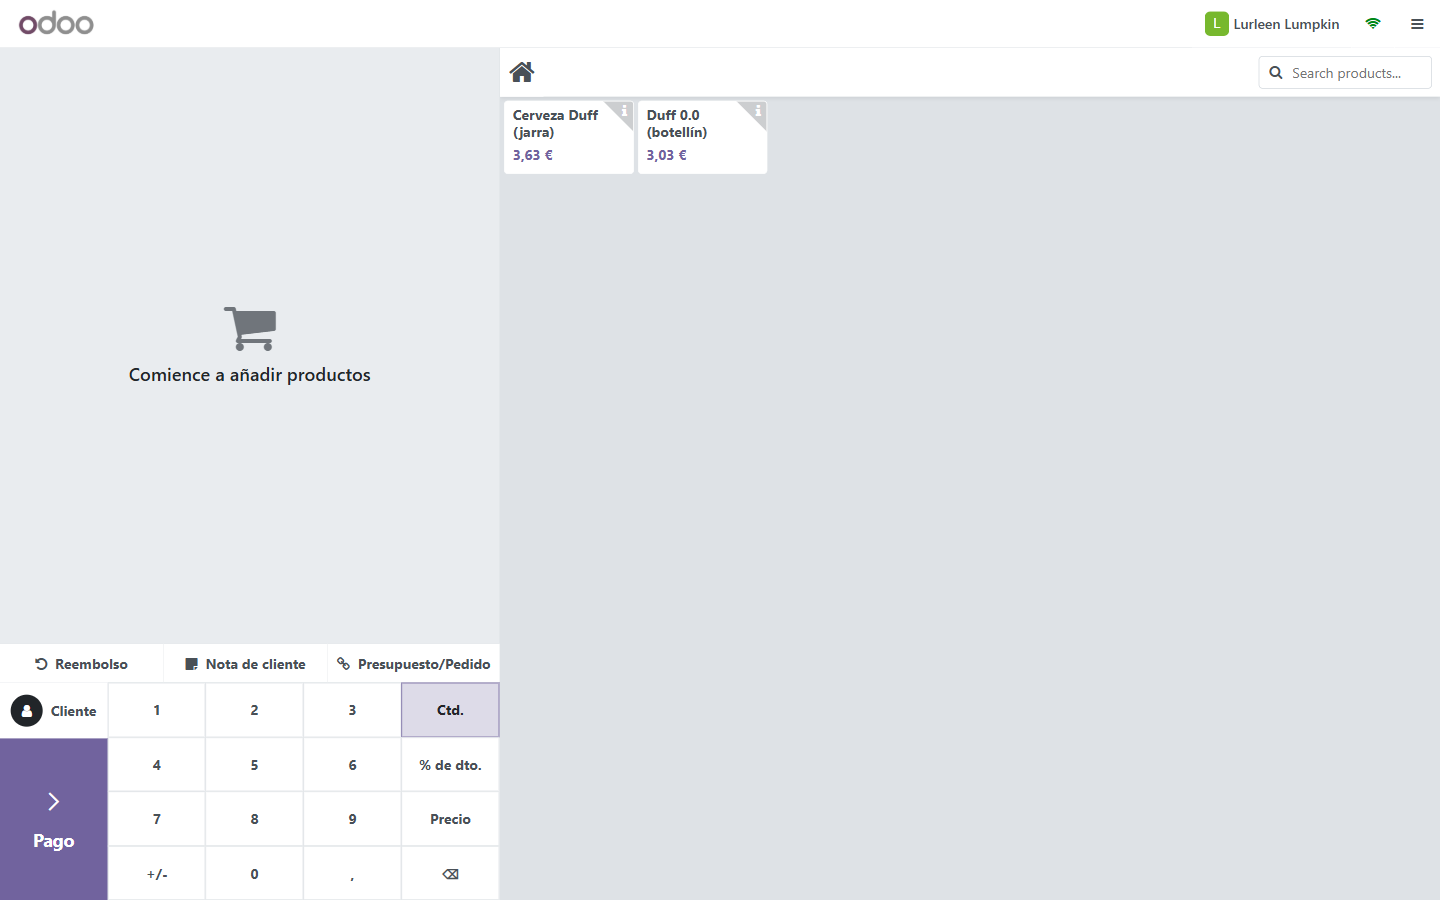 odoo
L Lurleen Lumpkin
Search products...
Cerveza Duff
(jarra)
3,63 €
Duff 0.0
(botellín)
3,03 €
Comience a añadir productos
Reembolso
Nota de cliente
Presupuesto/Pedido
Cliente
1 2 3 Ctd.
4 5 6 % de dto.
7 8 9 Precio
Pago
+/- 0 , ⌫